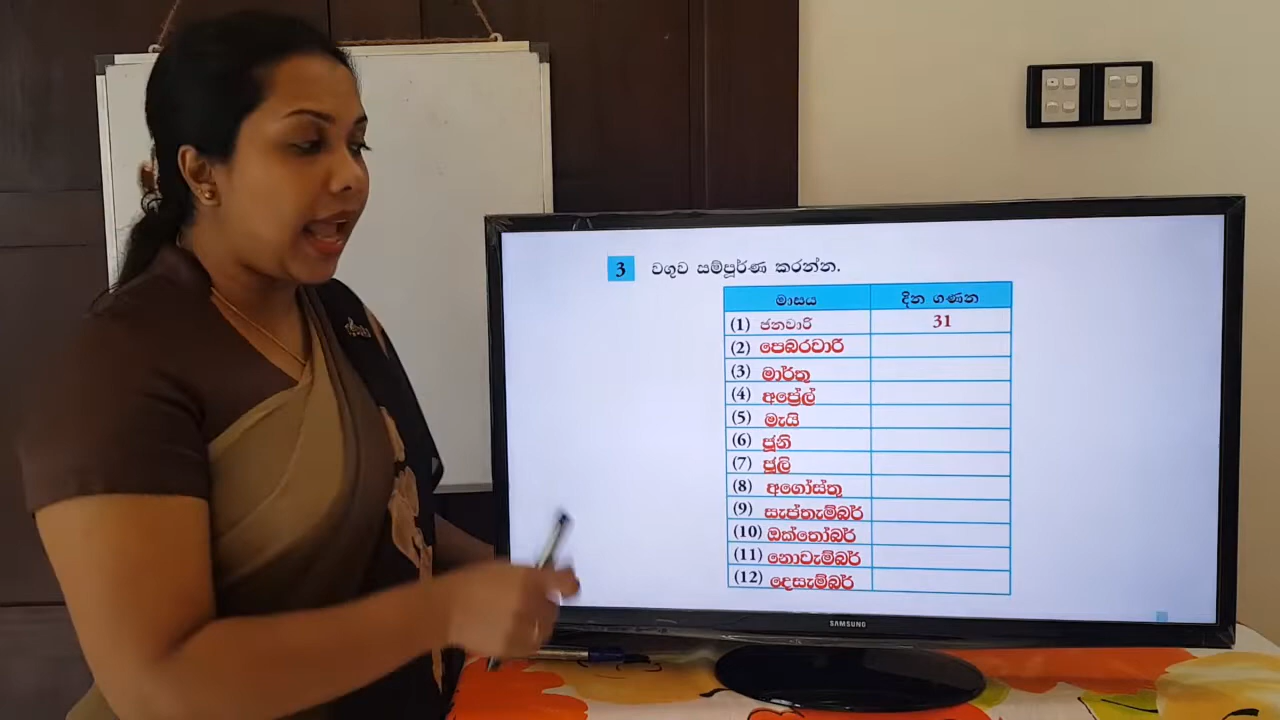 3 වගුව සම්පූර්ණ කරන්න.
මාසය දින ගණන
(1) ජනවාරි 31
(2) පෙබරවාරි
(3) මාර්තු
(4) අප්‍රේල්
(5) මැයි
(6) ජූනි
(7) ජූලි
(8) අගෝස්තු
(9) සැප්තැම්බර්
(10) ඔක්තෝබර්
(11) නොවැම්බර්
(12) දෙසැම්බර්
SAMSUNG